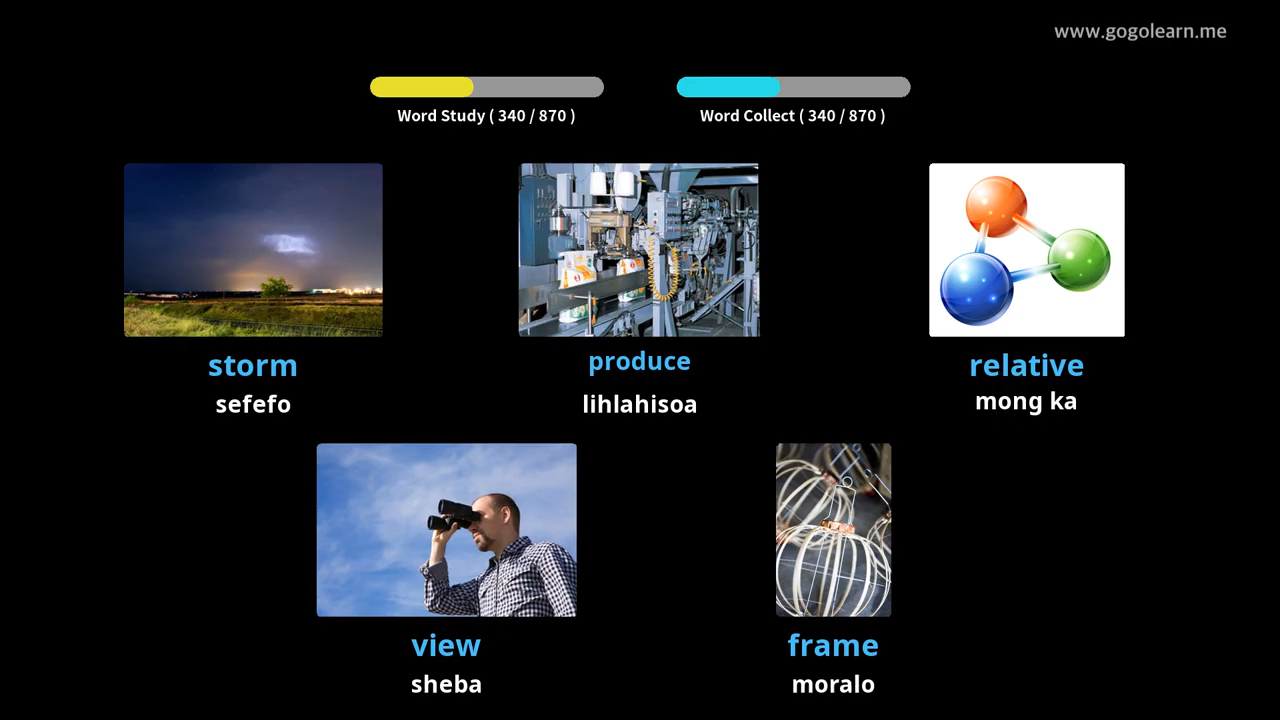 www.gogolearn.me
Word Study ( 340 / 870 )
Word Collect ( 340 / 870 )
storm
sefefo
produce
lihlahisoa
relative
mong ka
view
sheba
frame
moralo